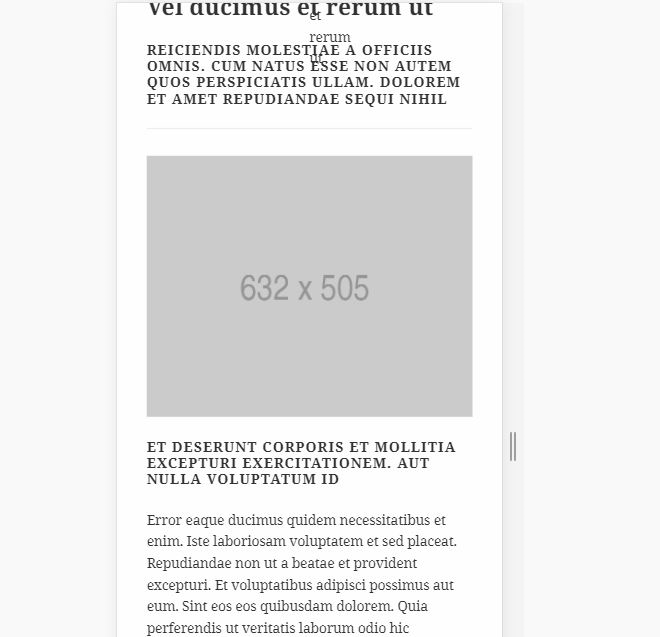 Vel ducimus et rerum ut
et
rerum
ut
REICIENDIS MOLESTIAE A OFFICIIS
OMNIS. CUM NATUS ESSE NON AUTEM
QUOS PERSPICIATIS ULLAM. DOLOREM
ET AMET REPUDIANDAE SEQUI NIHIL
632 x 505
ET DESERUNT CORPORIS ET MOLLITIA
EXCEPTURI EXERCITATIONEM. AUT
NULLA VOLUPTATUM ID
Error eaque ducimus quidem necessitatibus et
enim. Iste laboriosam voluptatem et sed placeat.
Repudiandae non ut a beatae et provident
excepturi. Et voluptatibus adipisci possimus aut
eum. Sint eos eos quibusdam dolorem. Quia
perferendis ut veritatis laborum odio hic